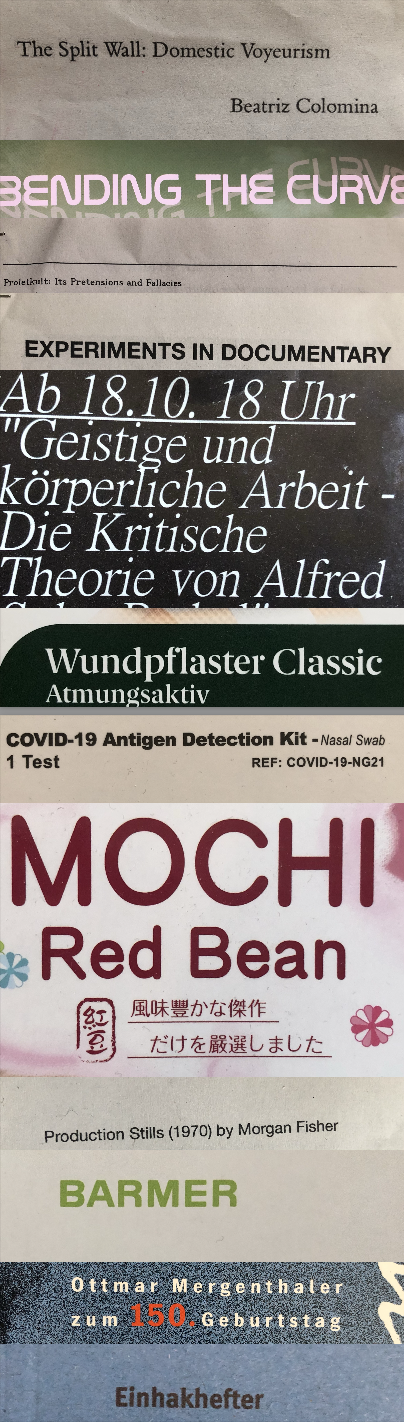 The Split Wall: Domestic Voyeurism
Beatriz Colomina
BENDING THE CURVE
Proletkult: Its Pretensions and Fallacies
EXPERIMENTS IN DOCUMENTARY
Ab 18.10. 18 Uhr
"Geistige und
körperliche Arbeit -
Die Kritische
Theorie von Alfred
Wundpflaster Classic
Atmungsaktiv
COVID-19 Antigen Detection Kit - Nasal Swab
1 Test REF: COVID-19-NG21
MOCHI
Red Bean
紅豆
風味豊かな傑作
だけを厳選しました
Production Stills (1970) by Morgan Fisher
BARMER
Ottmar Mergenthaler
zum 150. Geburtstag
Einhakhefter